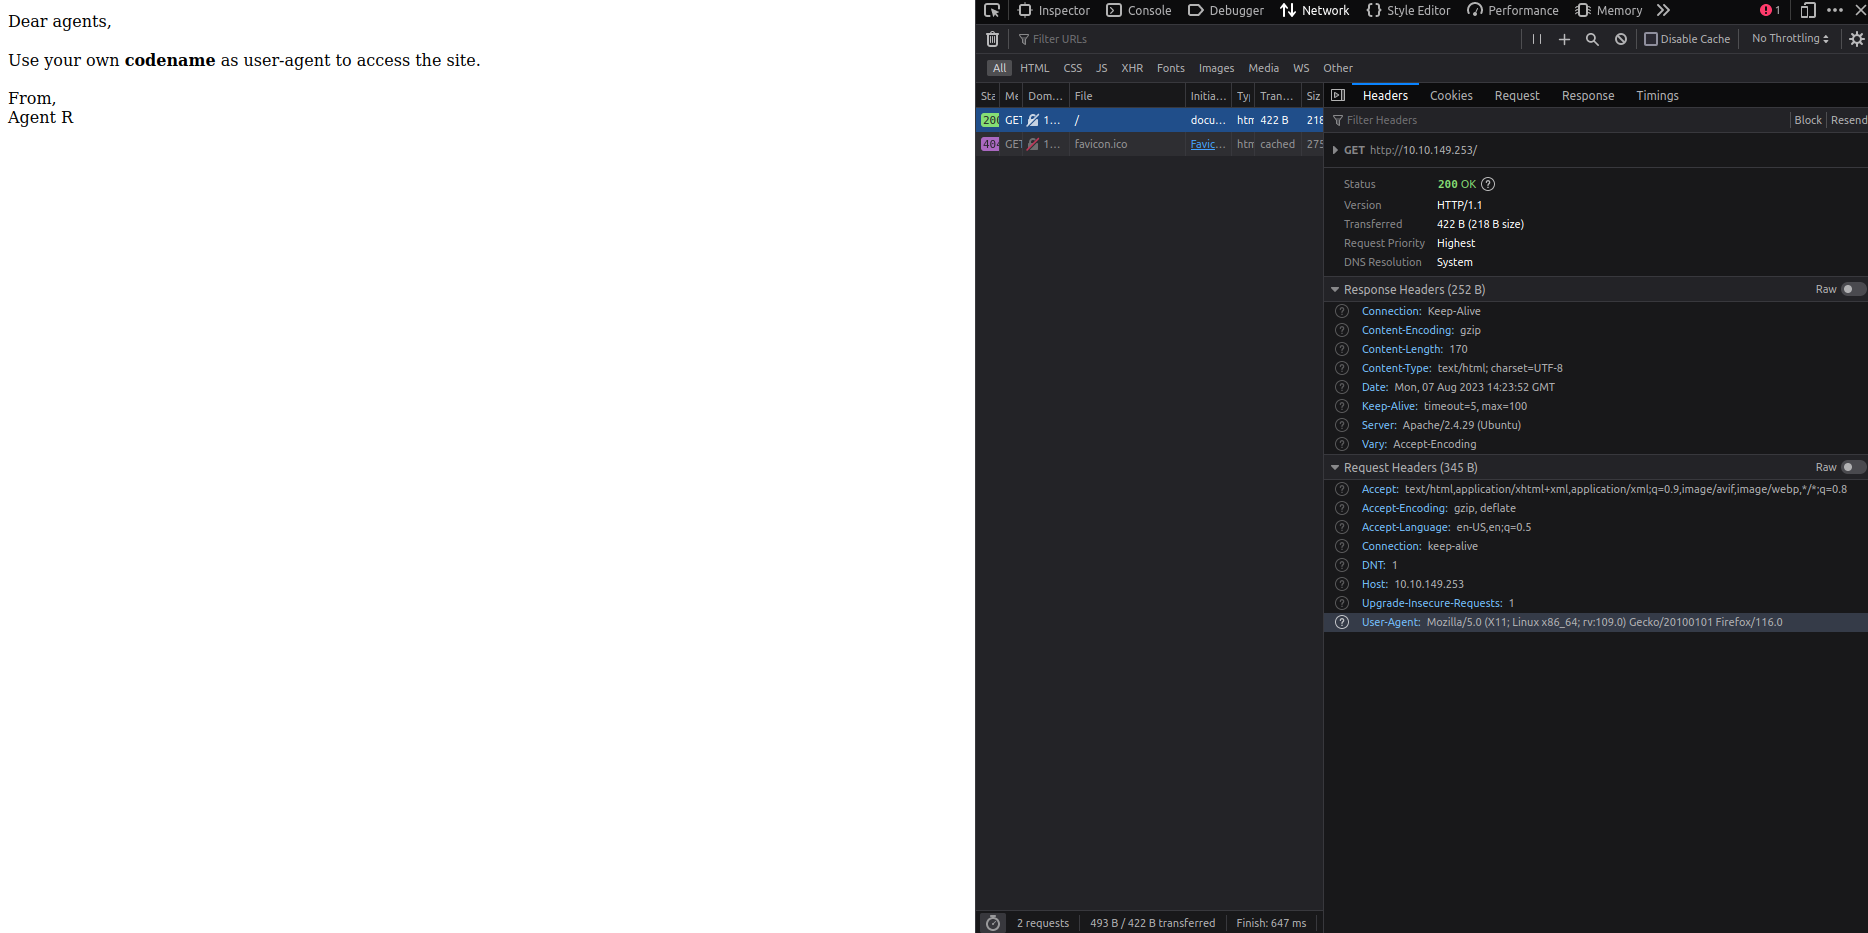 Dear agents,
Use your own codename as user-agent to access the site.
From,
Agent R
Inspector Console Debugger Network Style Editor Performance Memory 1
Filter URLs
Disable Cache No Throttling
All HTML CSS JS XHR Fonts Images Media WS Other
Dom... File Initia... Tran... Siz
200 GET 1... / docu... htm 422 B 218
404 GET 1... favicon.ico Favic... htm cached 275
2 requests 493 B / 422 B transferred Finish: 647 ms
Headers Cookies Request Response Timings
Filter Headers Block Resend
GET http://10.10.149.253/
Status 200 OK
Version HTTP/1.1
Transferred 422 B (218 B size)
Request Priority Highest
DNS Resolution System
Response Headers (252 B) Raw
Connection: Keep-Alive
Content-Encoding: gzip
Content-Length: 170
Content-Type: text/html; charset=UTF-8
Date: Mon, 07 Aug 2023 14:23:52 GMT
Keep-Alive: timeout=5, max=100
Server: Apache/2.4.29 (Ubuntu)
Vary: Accept-Encoding
Request Headers (345 B) Raw
Accept: text/html,application/xhtml+xml,application/xml;q=0.9,image/avif,image/webp,*/*;q=0.8
Accept-Encoding: gzip, deflate
Accept-Language: en-US,en;q=0.5
Connection: keep-alive
DNT: 1
Host: 10.10.149.253
Upgrade-Insecure-Requests: 1
User-Agent: Mozilla/5.0 (X11; Linux x86_64; rv:109.0) Gecko/20100101 Firefox/116.0